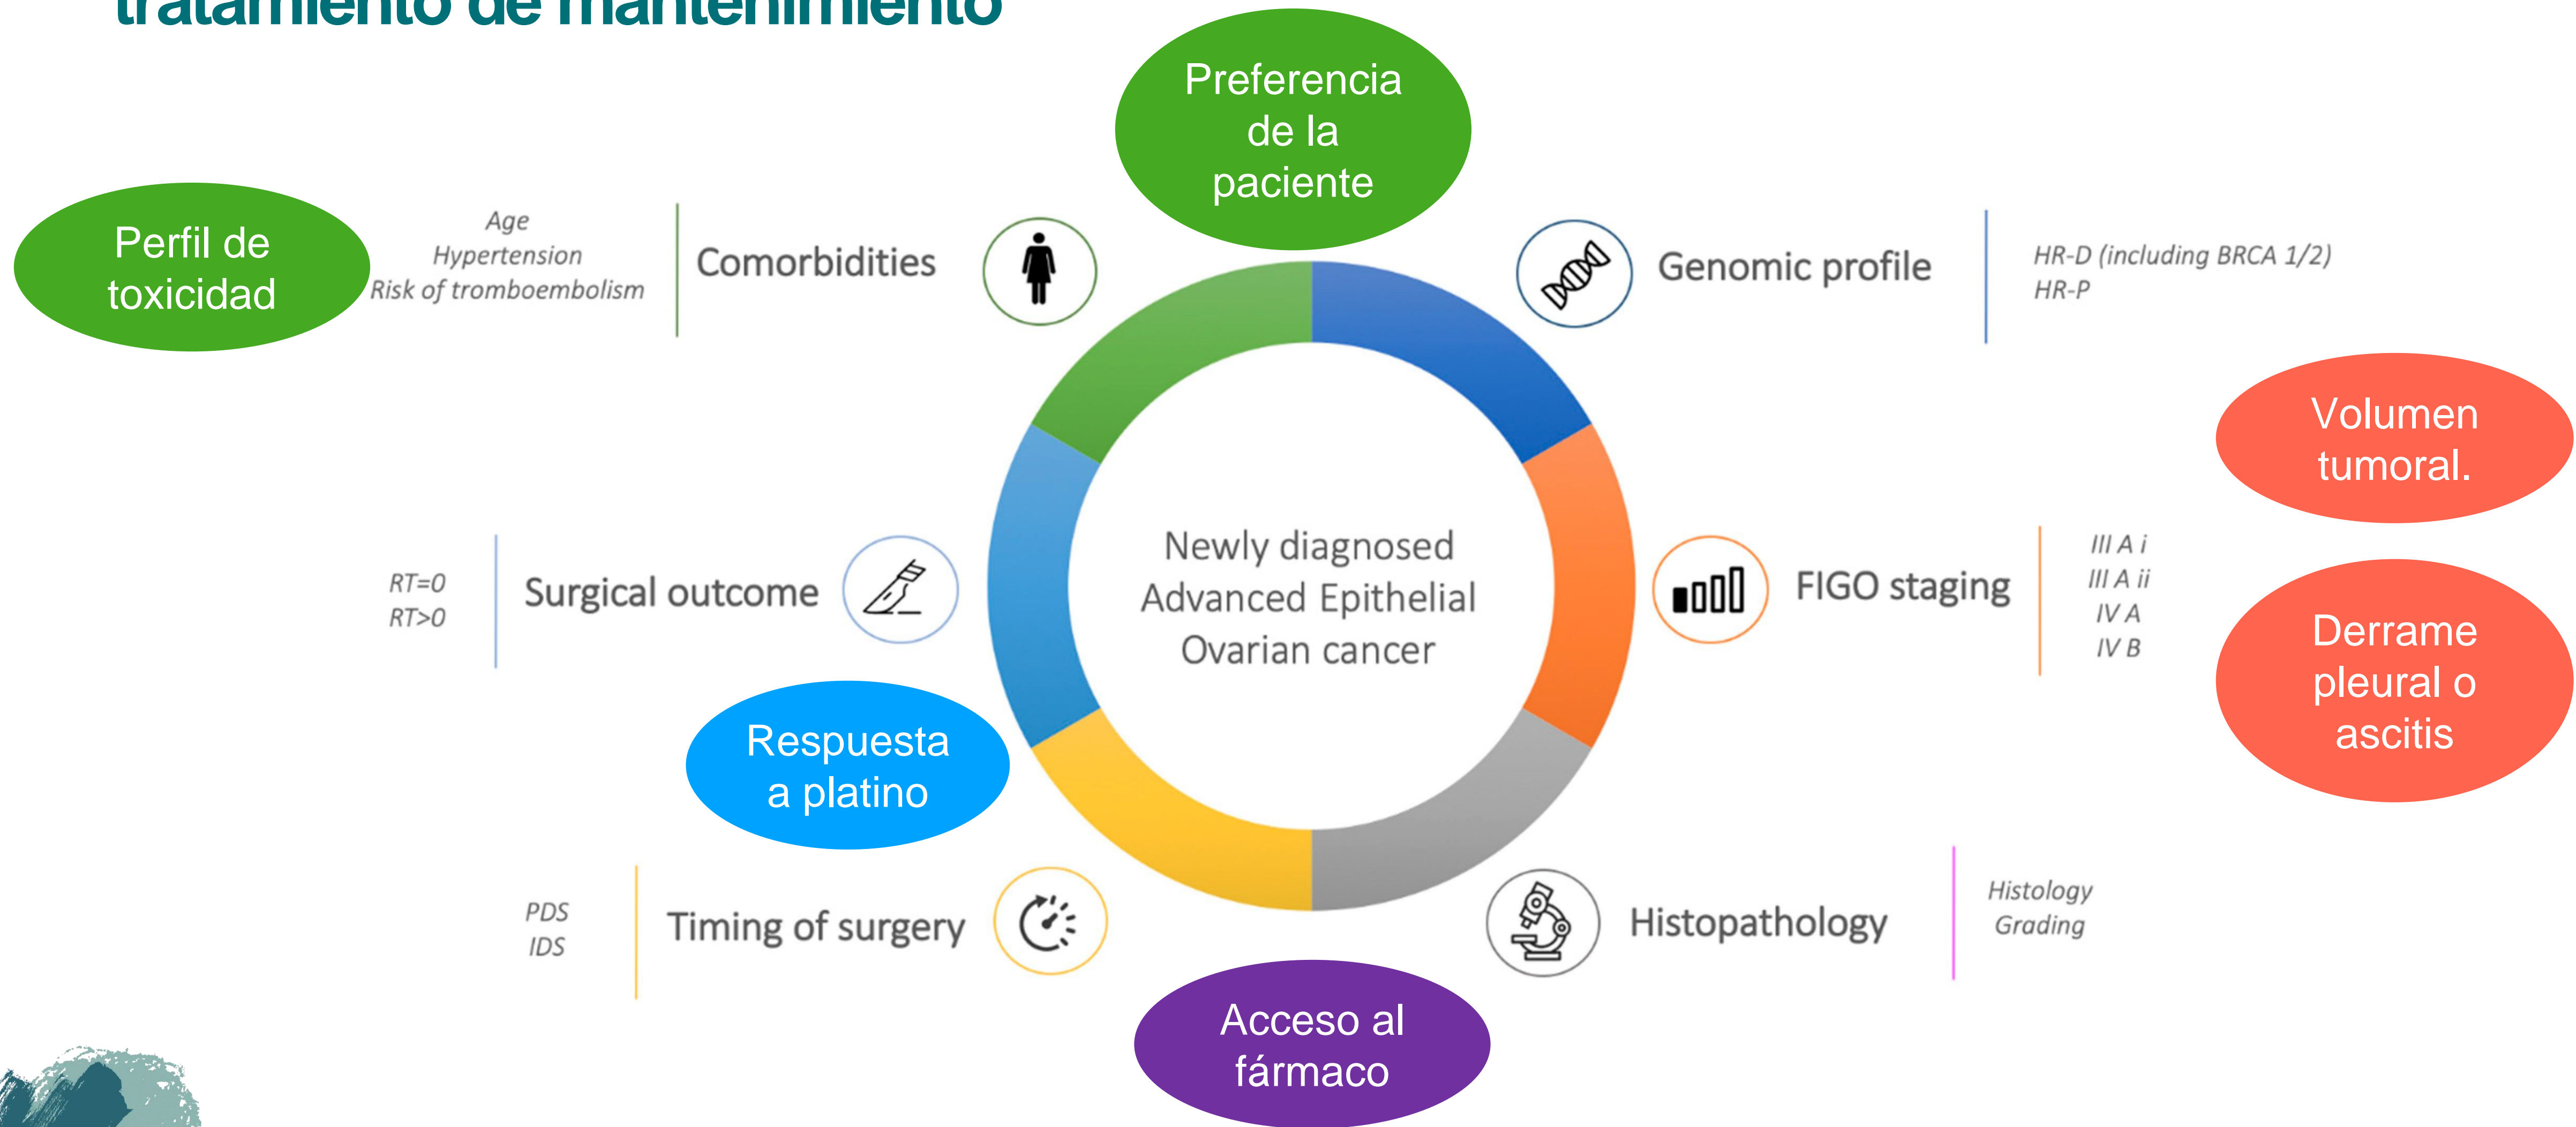 tratamiento de mantenimiento
Preferencia
de la
paciente
Perfil de
toxicidad
Age
Hypertension
Risk of tromboembolism
Comorbidities
Genomic profile
HR-D (including BRCA 1/2)
HR-P
Volumen
tumoral.
Newly diagnosed
Advanced Epithelial
Ovarian cancer
RT=0
RT>0
Surgical outcome
FIGO staging
III A i
III A ii
IV A
IV B
Derrame
pleural o
ascitis
Respuesta
a platino
PDS
IDS
Timing of surgery
Histopathology
Histology
Grading
Acceso al
fármaco